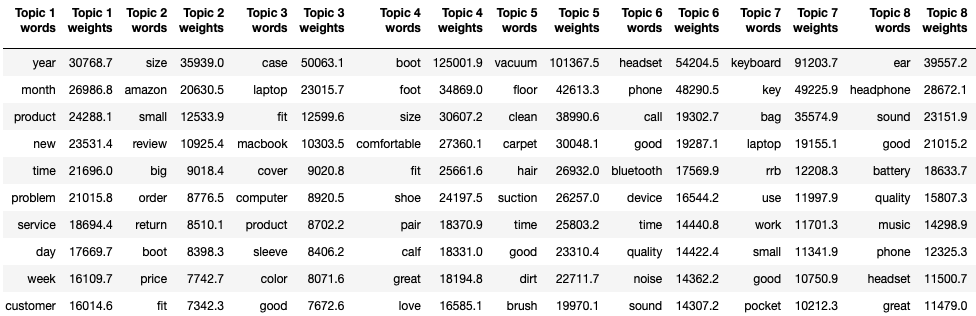 Topic 1 Topic 1 Topic 2 Topic 2 Topic 3 Topic 3 Topic 4 Topic 4 Topic 5 Topic 5 Topic 6 Topic 6 Topic 7 Topic 7 Topic 8 Topic 8
words weights words weights words weights words weights words weights words weights words weights words weights
year 30768.7 size 35939.0 case 50063.1 boot 125001.9 vacuum 101367.5 headset 54204.5 keyboard 91203.7 ear 39557.2
month 26986.8 amazon 20630.5 laptop 23015.7 foot 34869.0 floor 42613.3 phone 48290.5 key 49225.9 headphone 28672.1
product 24288.1 small 12533.9 fit 12599.6 size 30607.2 clean 38990.6 call 19302.7 bag 35574.9 sound 23151.9
new 23531.4 review 10925.4 macbook 10303.5 comfortable 27360.1 carpet 30048.1 good 19287.1 laptop 19155.1 good 21015.2
time 21696.0 big 9018.4 cover 9020.8 fit 25661.6 hair 26932.0 bluetooth 17569.9 rrb 12208.3 battery 18633.7
problem 21015.8 order 8776.5 computer 8920.5 shoe 24197.5 suction 26257.0 device 16544.2 use 11997.9 quality 15807.3
service 18694.4 return 8510.1 product 8702.2 pair 18370.9 time 25803.2 time 14440.8 work 11701.3 music 14298.9
day 17669.7 boot 8398.3 sleeve 8406.2 calf 18331.0 good 23310.4 quality 14422.4 small 11341.9 phone 12325.3
week 16109.7 price 7742.7 color 8071.6 great 18194.8 dirt 22711.7 noise 14362.2 good 10750.9 headset 11500.7
customer 16014.6 fit 7342.3 good 7672.6 love 16585.1 brush 19970.1 sound 14307.2 pocket 10212.3 great 11479.0